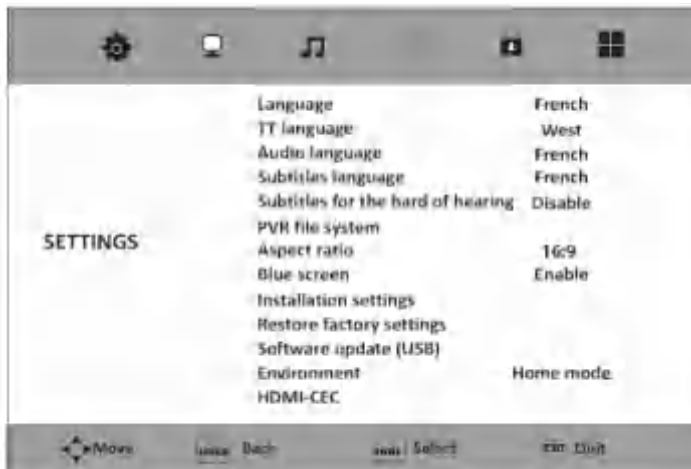 Language French
TT language West
Audio language French
Subtitles language French
Subtitles for the hard of hearing Disable
PVR file system
SETTINGS
Aspect ratio 16:9
Blue screen Enable
Installation settings
Restore factory settings
Software update (USB)
Environment Home mode
HDMI-CEC
Move Back Select EXIT Exit